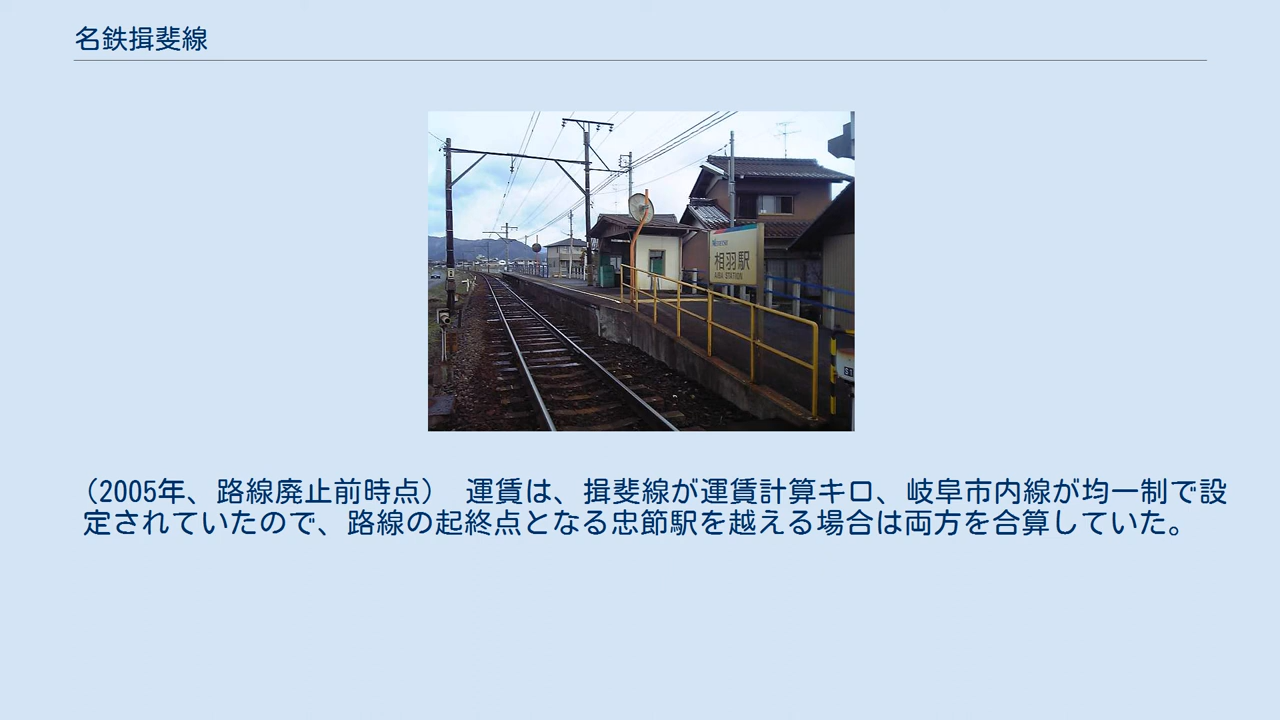 名鉄揖斐線
相羽駅
AIBA STATION
（2005年、路線廃止前時点）　運賃は、揖斐線が運賃計算キロ、岐阜市内線が均一制で設
定されていたので、路線の起終点となる忠節駅を越える場合は両方を合算していた。